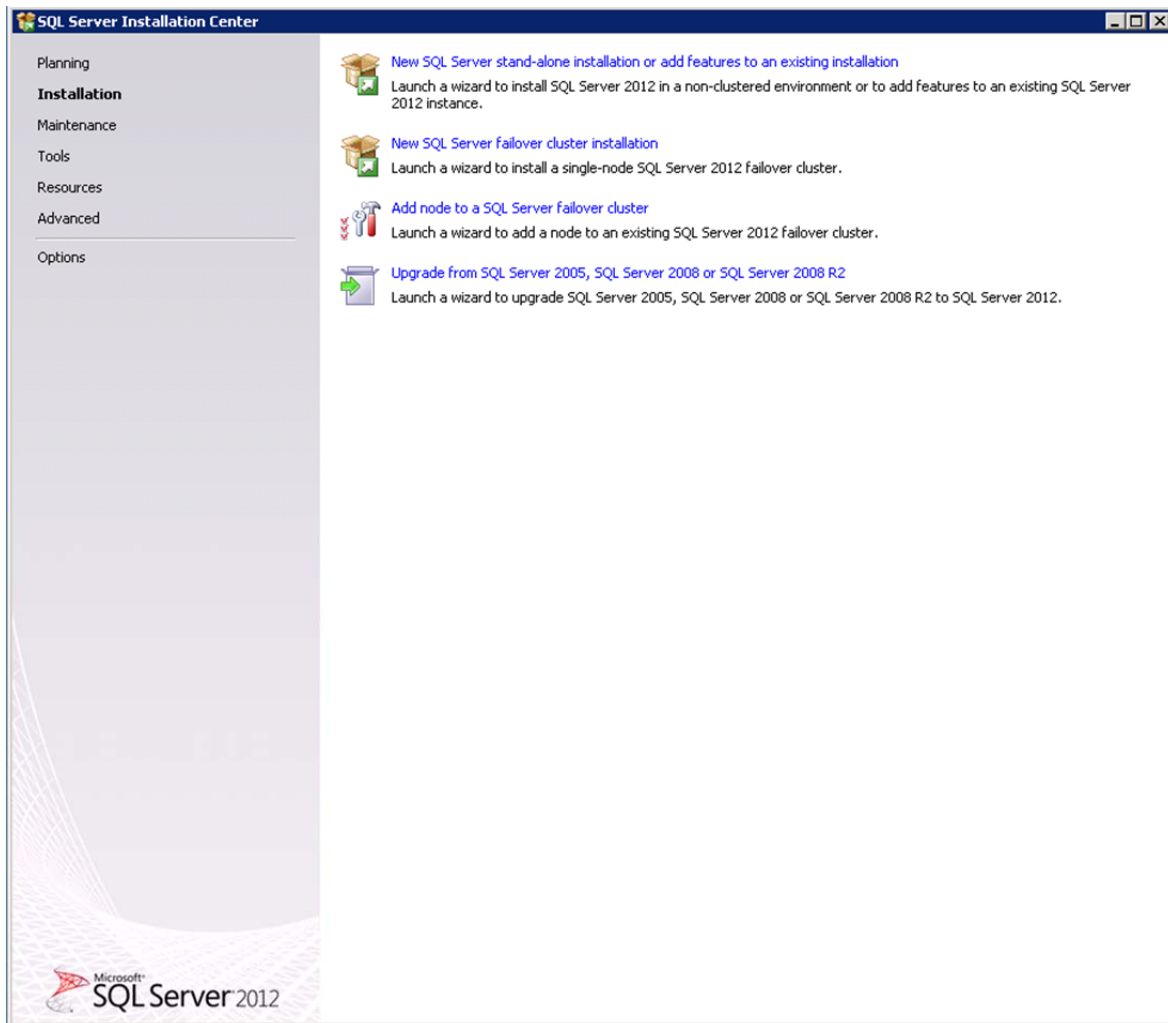 SQL Server Installation Center
Planning
Installation
Maintenance
Tools
Resources
Advanced
Options
New SQL Server stand-alone installation or add features to an existing installation
Launch a wizard to install SQL Server 2012 in a non-clustered environment or to add features to an existing SQL Server
2012 instance.
New SQL Server failover cluster installation
Launch a wizard to install a single-node SQL Server 2012 failover cluster.
Add node to a SQL Server failover cluster
Launch a wizard to add a node to an existing SQL Server 2012 failover cluster.
Upgrade from SQL Server 2005, SQL Server 2008 or SQL Server 2008 R2
Launch a wizard to upgrade SQL Server 2005, SQL Server 2008 or SQL Server 2008 R2 to SQL Server 2012.
Microsoft®
SQL Server 2012